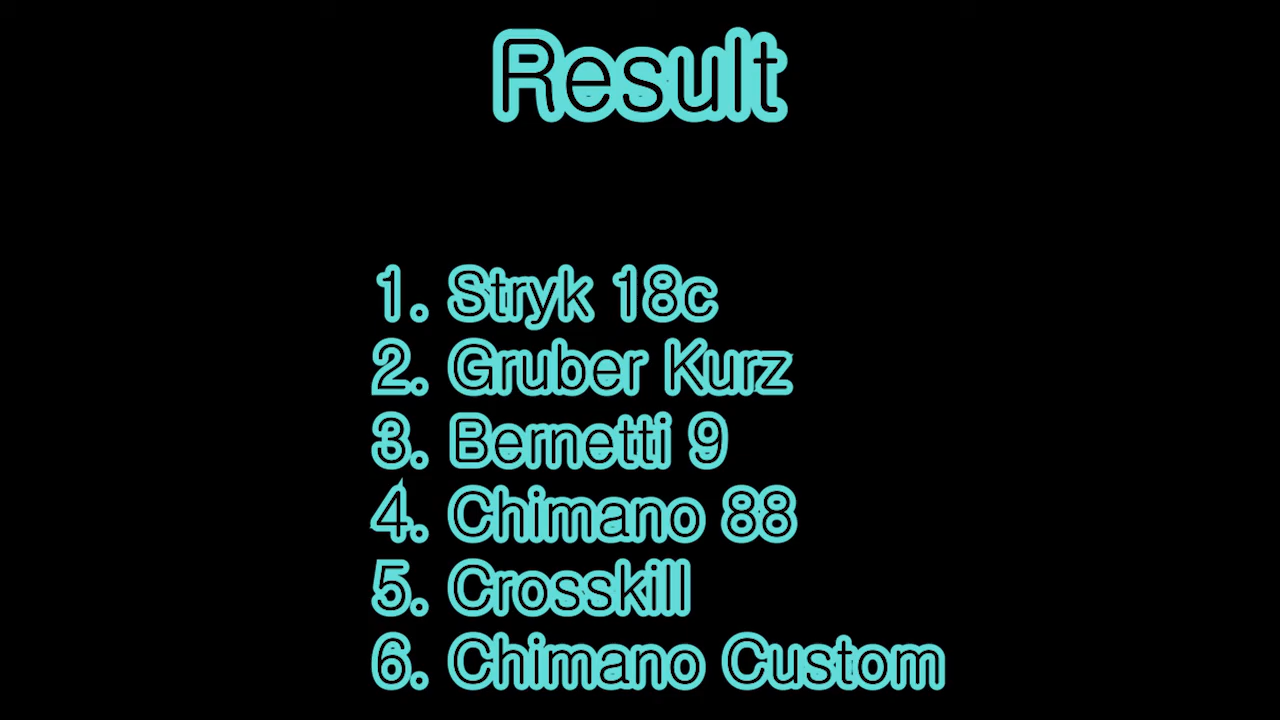 Result
1. Stryk 18c
2. Gruber Kurz
3. Bernetti 9
4. Chimano 88
5. Crosskill
6. Chimano Custom